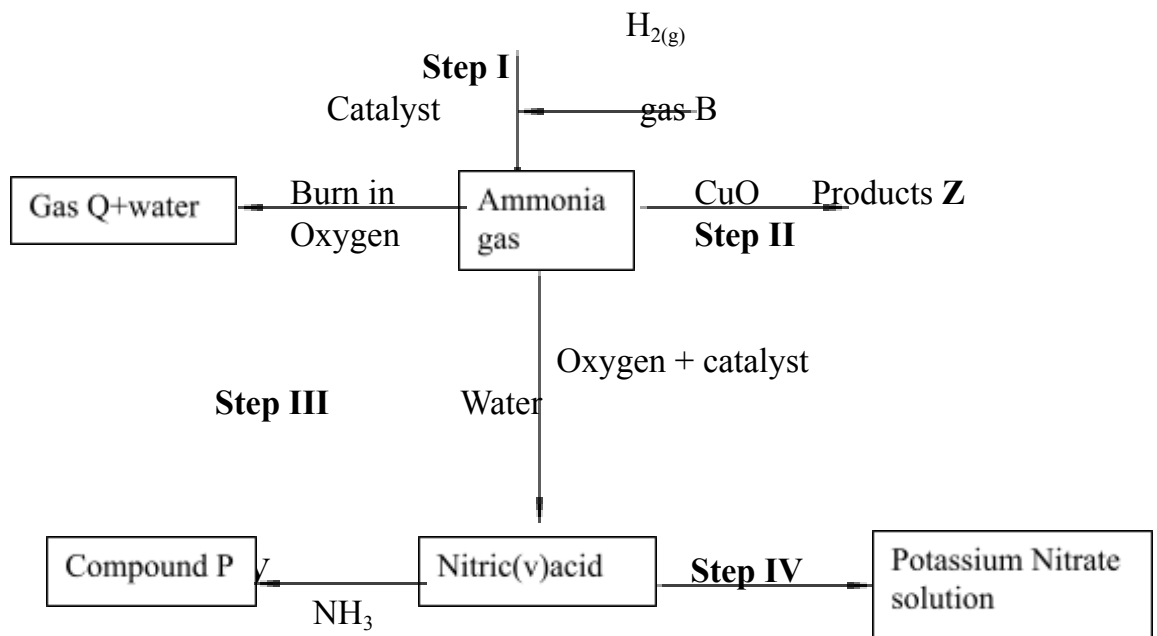 H₂(g)
Step I
Catalyst gas B
Gas Q+water Burn in Ammonia CuO Products Z
Oxygen gas Step II
Oxygen + catalyst
Step III Water
Compound P V Nitric(v)acid Step IV Potassium Nitrate
NH₃ solution